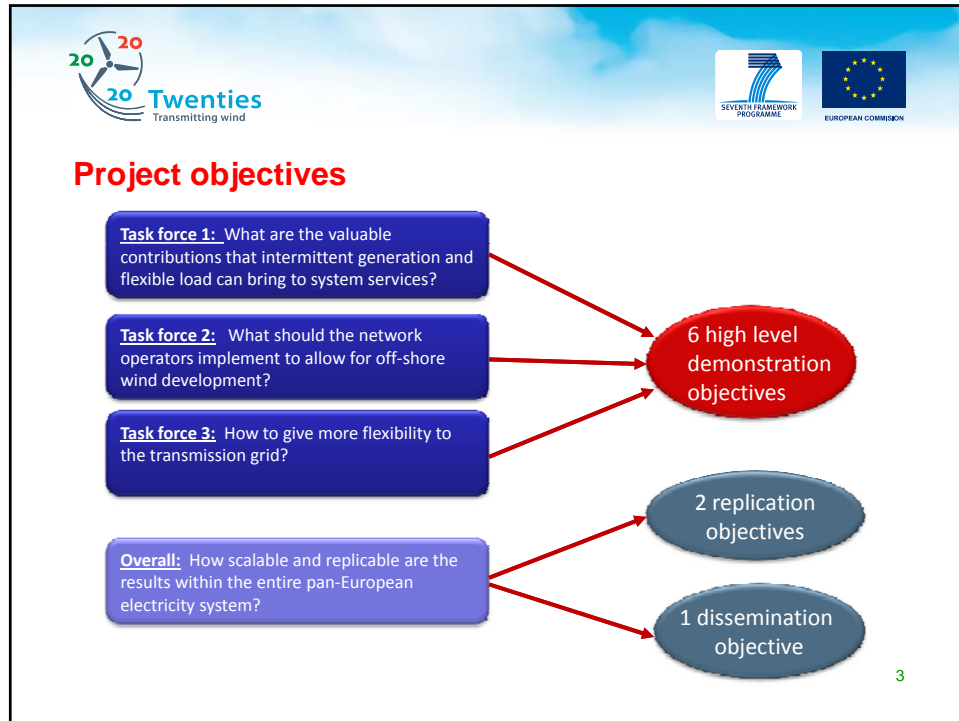 20
20
20
Twenties
Transmitting wind
SEVENTH FRAMEWORK
PROGRAMME
EUROPEAN COMMISION
Project objectives
Task force 1: What are the valuable
contributions that intermittent generation and
flexible load can bring to system services?
Task force 2: What should the network
operators implement to allow for off-shore
wind development?
Task force 3: How to give more flexibility to
the transmission grid?
6 high level
demonstration
objectives
Overall: How scalable and replicable are the
results within the entire pan-European
electricity system?
2 replication
objectives
1 dissemination
objective
3